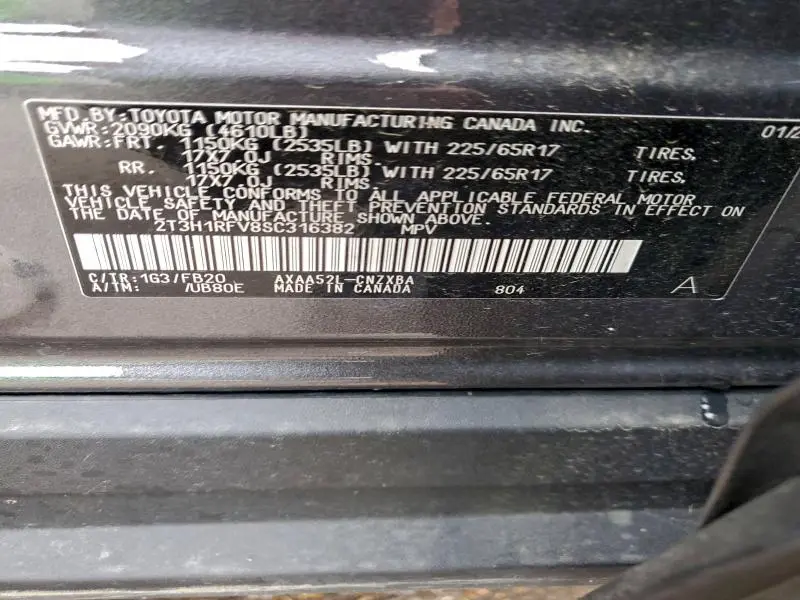 MFD.BY:TOYOTA MOTOR MANUFACTURING CANADA INC. 01/2
GVWR:2090KG (4610LB)
GAWR:FRT. 1150KG (2535LB) WITH 225/65R17 TIRES,
17X7.0J RIMS,
RR. 1150KG (2535LB) WITH 225/65R17 TIRES,
17X7.0J RIMS.
THIS VEHICLE CONFORMS TO ALL APPLICABLE FEDERAL MOTOR
VEHICLE SAFETY AND THEFT PREVENTION STANDARDS IN EFFECT ON
THE DATE OF MANUFACTURE SHOWN ABOVE.
2T3H1RFV8SC316382 MPV
C/TR:1G3/FB20 AXAA52L-CNZXBA
A/TM: /UB80E MADE IN CANADA 804 A